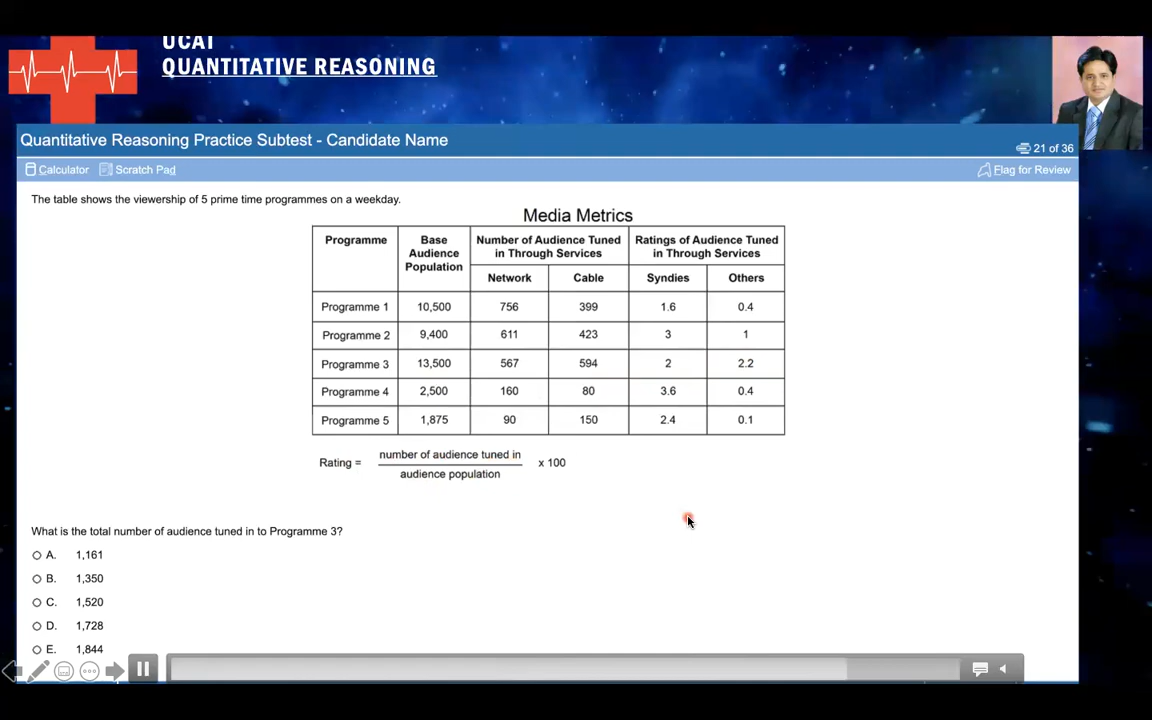 UCAT
QUANTITATIVE REASONING
Quantitative Reasoning Practice Subtest - Candidate Name
21 of 36
Calculator Scratch Pad
Flag for Review
The table shows the viewership of 5 prime time programmes on a weekday.
Media Metrics
Programme Base Audience Population Number of Audience Tuned in Through Services Ratings of Audience Tuned in Through Services
Network Cable Syndies Others
Programme 1 10,500 756 399 1.6 0.4
Programme 2 9,400 611 423 3 1
Programme 3 13,500 567 594 2 2.2
Programme 4 2,500 160 80 3.6 0.4
Programme 5 1,875 90 150 2.4 0.1
number of audience tuned in
Rating = x 100
audience population
What is the total number of audience tuned in to Programme 3?
A. 1,161
B. 1,350
C. 1,520
D. 1,728
E. 1,844